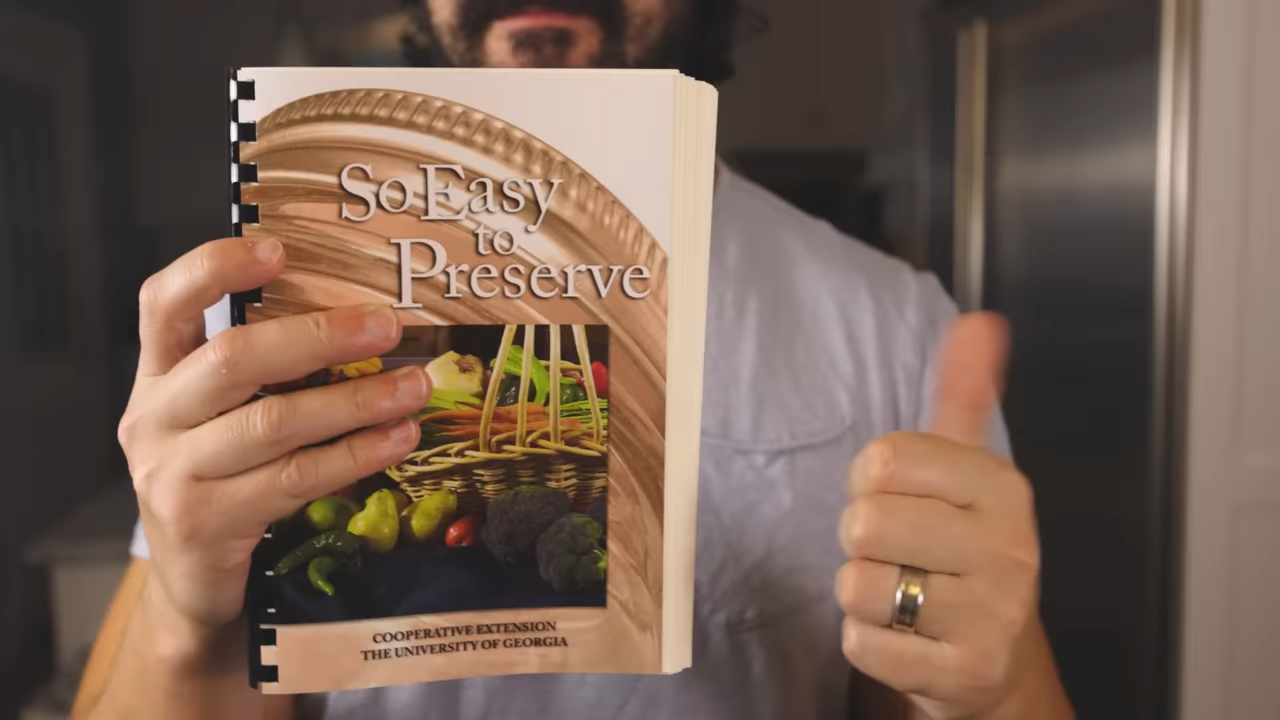 So Easy
to
Preserve
COOPERATIVE EXTENSION
THE UNIVERSITY OF GEORGIA